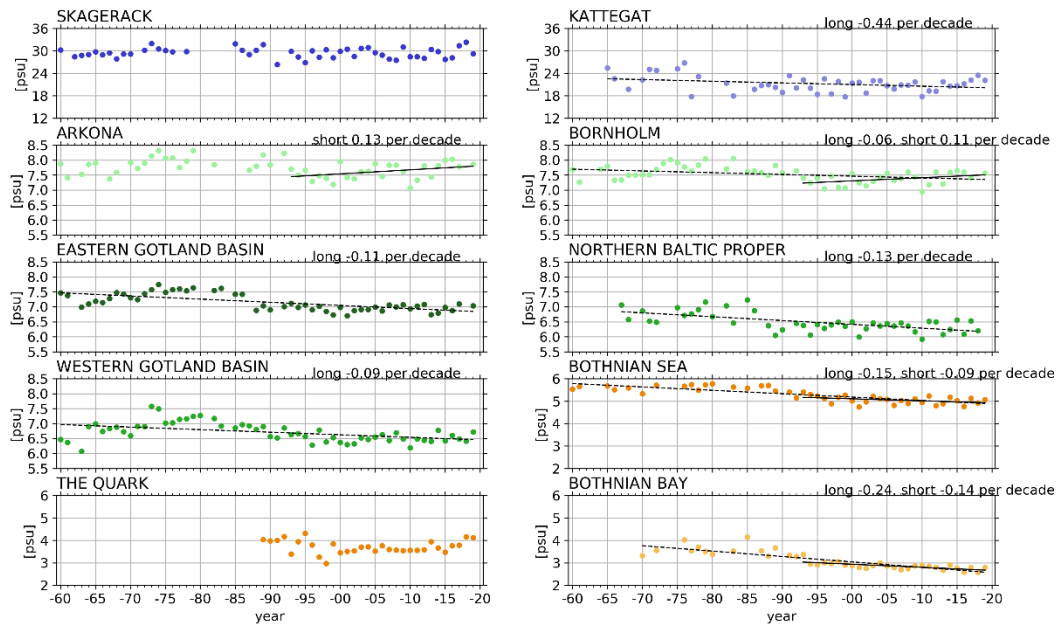 SKAGERACK
[psu]
36
30
24
18
12
KATTEGAT
long -0.44 per decade
[psu]
36
30
24
18
12
ARKONA
short 0.13 per decade
[psu]
8.5
8.0
7.5
7.0
6.5
6.0
5.5
BORNHOLM
long -0.06, short 0.11 per decade
[psu]
8.5
8.0
7.5
7.0
6.5
6.0
5.5
EASTERN GOTLAND BASIN
long -0.11 per decade
[psu]
8.5
8.0
7.5
7.0
6.5
6.0
5.5
NORTHERN BALTIC PROPER
long -0.13 per decade
[psu]
8.5
8.0
7.5
7.0
6.5
6.0
5.5
WESTERN GOTLAND BASIN
long -0.09 per decade
[psu]
8.5
8.0
7.5
7.0
6.5
6.0
5.5
BOTHNIAN SEA
long -0.15, short -0.09 per decade
[psu]
6
5
4
3
2
THE QUARK
[psu]
6
5
4
3
2
-60 -65 -70 -75 -80 -85 -90 -95 -00 -05 -10 -15 -20
year
BOTHNIAN BAY
long -0.24, short -0.14 per decade
[psu]
6
5
4
3
2
-60 -65 -70 -75 -80 -85 -90 -95 -00 -05 -10 -15 -20
year